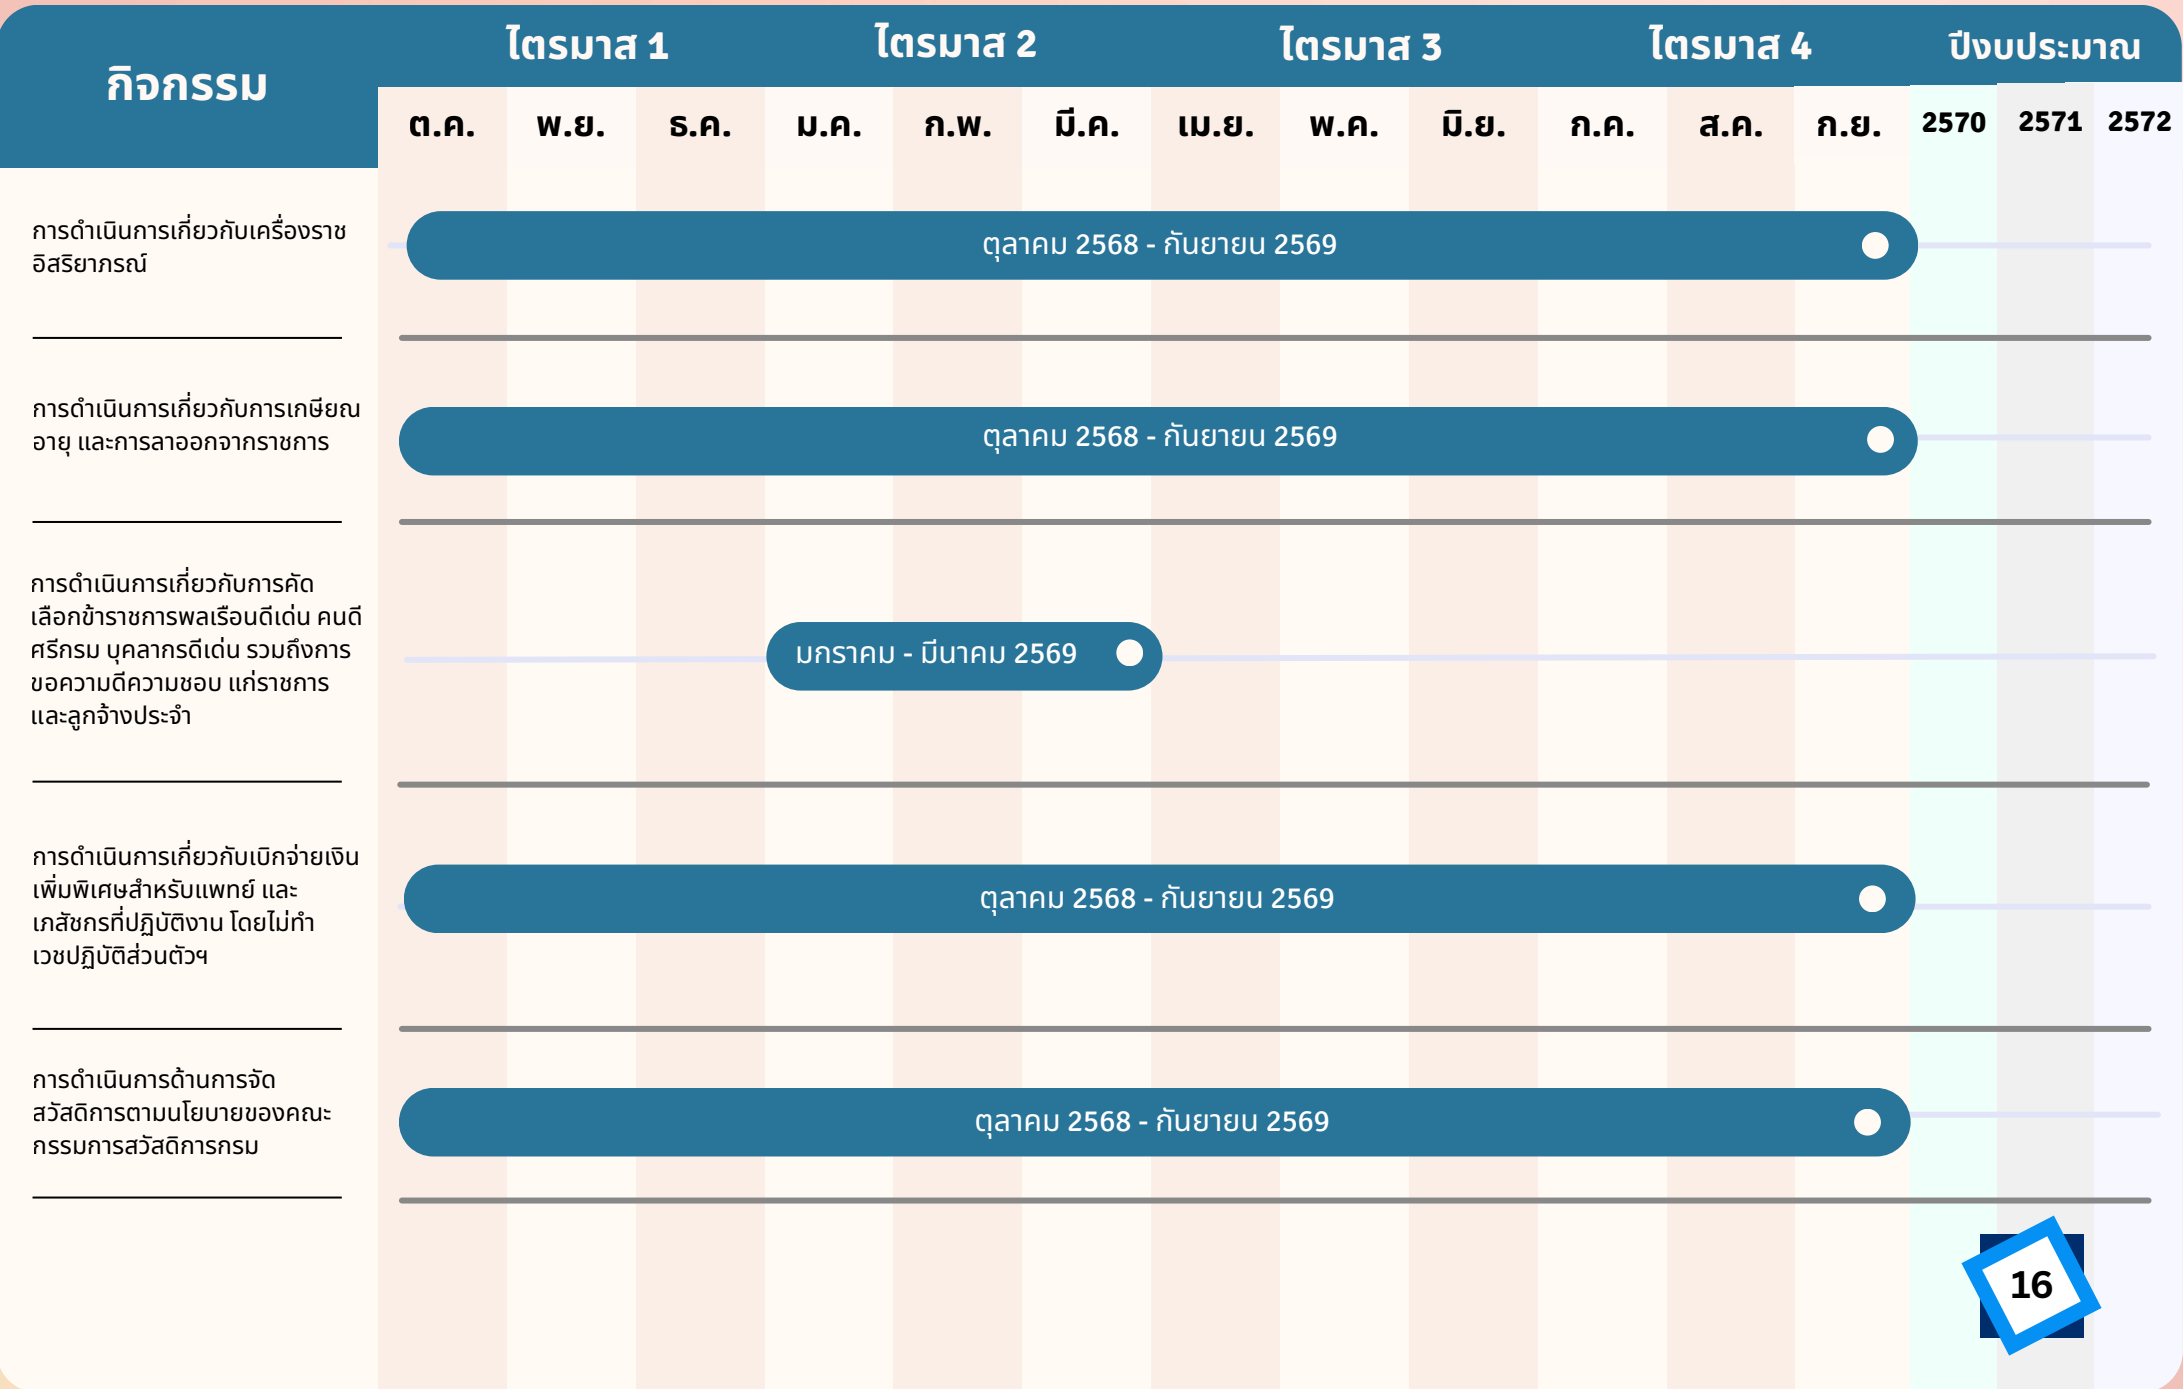 กิจกรรม
ไตรมาส 1
ไตรมาส 2
ไตรมาส 3
ไตรมาส 4
ปีงบประมาณ
ต.ค.
พ.ย.
ธ.ค.
ม.ค.
ก.พ.
มี.ค.
เม.ย.
พ.ค.
มิ.ย.
ก.ค.
ส.ค.
ก.ย.
2570
2571
2572
การดำเนินการเกี่ยวกับเครื่องราช
อิสริยาภรณ์
ตุลาคม 2568 - กันยายน 2569
การดำเนินการเกี่ยวกับการเกษียณ
อายุ และการลาออกจากราชการ
ตุลาคม 2568 - กันยายน 2569
การดำเนินการเกี่ยวกับการคัด
เลือกข้าราชการพลเรือนดีเด่น คนดี
ศรีกรม บุคลากรดีเด่น รวมถึงการ
ขอความดีความชอบ แก่ราชการ
และลูกจ้างประจำ
มกราคม - มีนาคม 2569
การดำเนินการเกี่ยวกับเบิกจ่ายเงิน
เพิ่มพิเศษสำหรับแพทย์ และ
เภสัชกรที่ปฏิบัติงาน โดยไม่ทำ
เวชปฏิบัติส่วนตัวฯ
ตุลาคม 2568 - กันยายน 2569
การดำเนินการด้านการจัด
สวัสดิการตามนโยบายของคณะ
กรรมการสวัสดิการกรม
ตุลาคม 2568 - กันยายน 2569
16